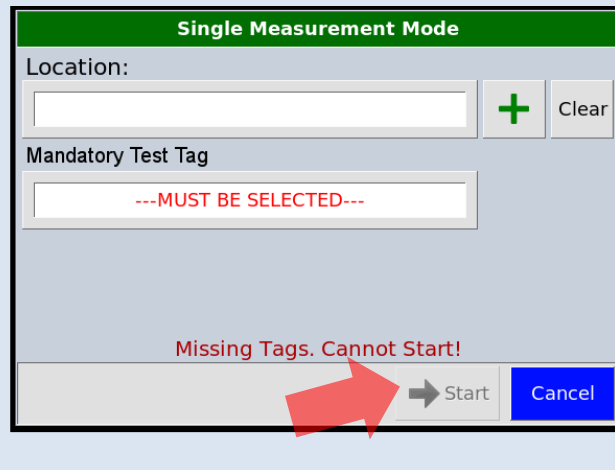 Single Measurement Mode
Location:
Clear
Mandatory Test Tag
---MUST BE SELECTED---
Missing Tags. Cannot Start!
Start Cancel